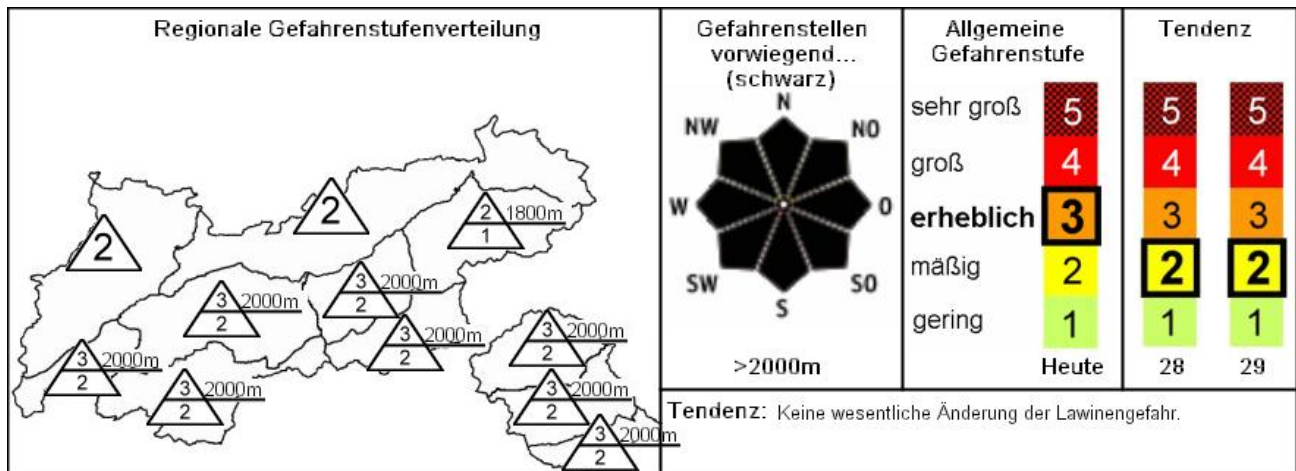 Regionale Gefahrenstufenverteilung
2
2
2
1800m
1
3
2000m
2
3
2000m
2
3
2000m
2
3
2000m
2
3
2000m
2
3
2000m
2
3
2000m
2
3
2000m
2
Gefahrenstellen
vorwiegend...
(schwarz)
N
NW
NO
W
O
SW
SO
S
>2000m
Allgemeine
Gefahrenstufe
sehr groß 5
groß 4
erheblich 3
mäßig 2
gering 1
Heute
Tendenz
5 5
4 4
3 3
2 2
1 1
28 29
Tendenz: Keine wesentliche Änderung der Lawinengefahr.